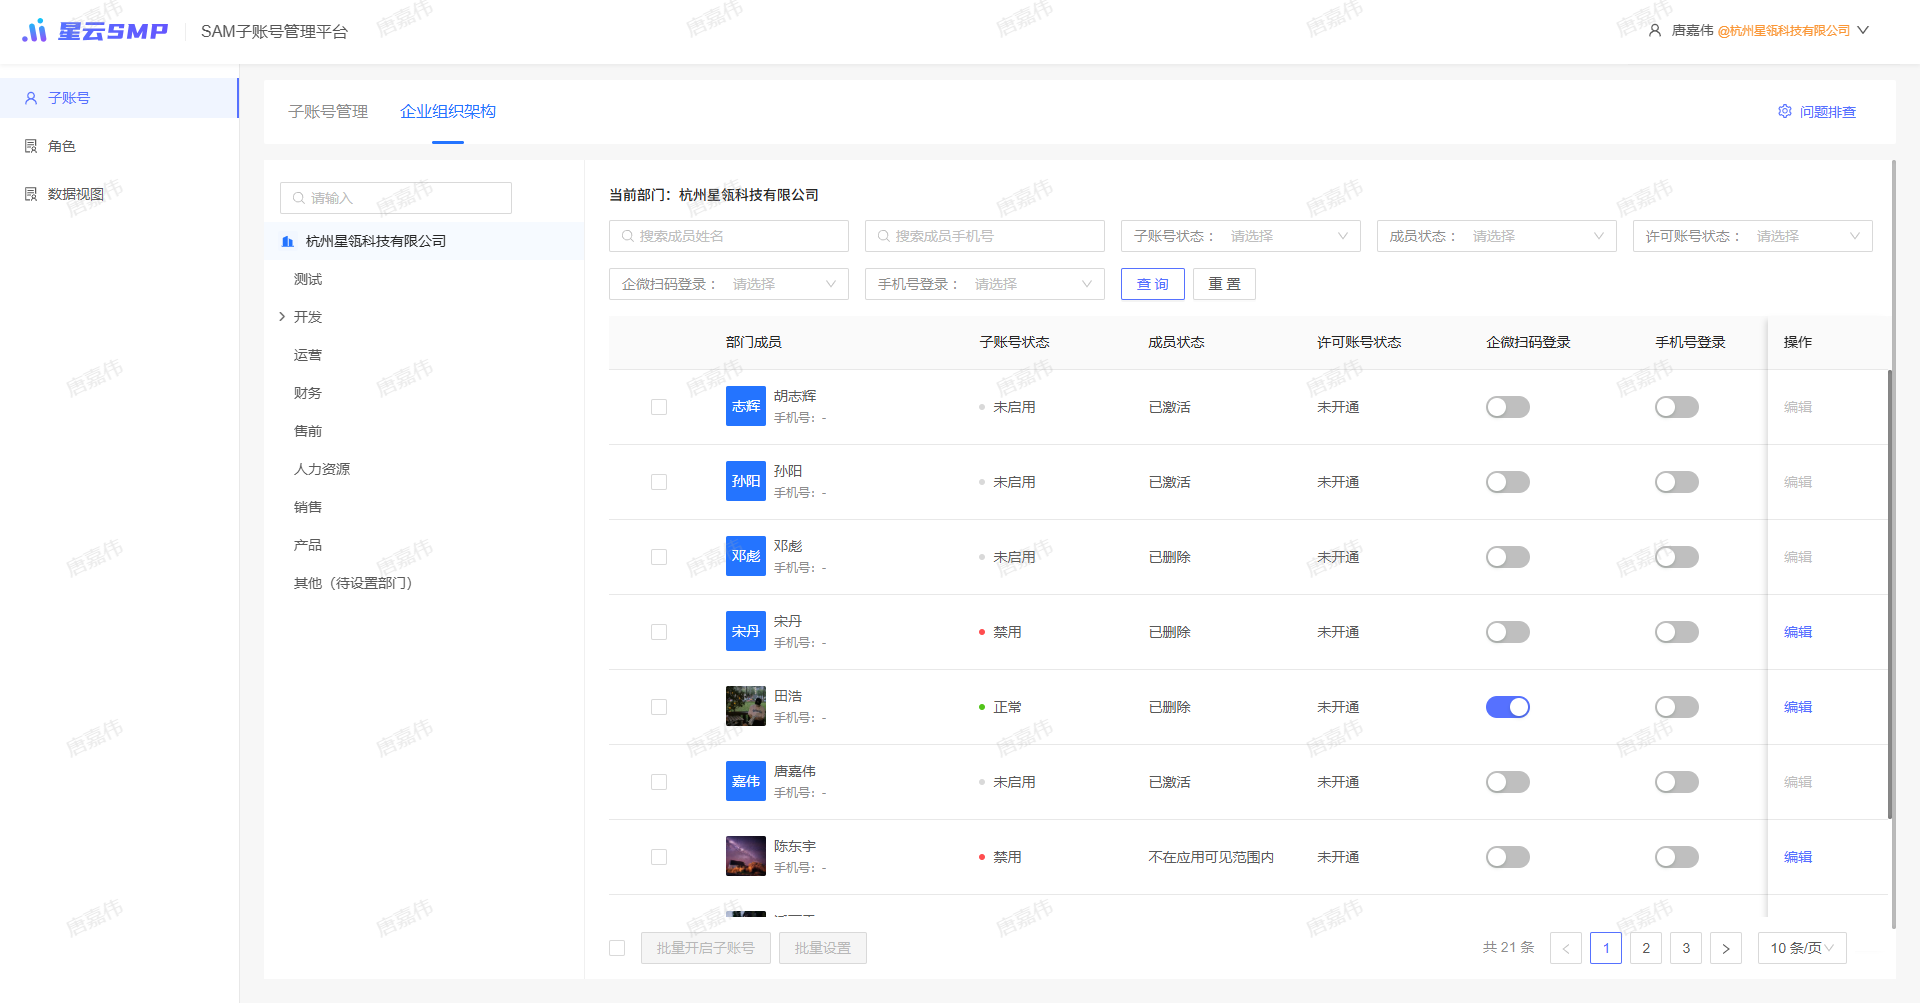 星云SMP
SAM子账号管理平台
唐嘉伟 @杭州星瓴科技有限公司
子账号
角色
数据视图
子账号管理
企业组织架构
问题排查
请输入
杭州星瓴科技有限公司
测试
开发
运营
财务
售前
人力资源
销售
产品
其他（待设置部门）
当前部门：杭州星瓴科技有限公司
搜索成员姓名
搜索成员手机号
子账号状态： 请选择
成员状态： 请选择
许可账号状态： 请选择
企微扫码登录： 请选择
手机号登录： 请选择
查 询
重 置
部门成员 子账号状态 成员状态 许可账号状态 企微扫码登录 手机号登录 操作
志辉 胡志辉 未启用 已激活 未开通 编辑
手机号：-
孙阳 孙阳 未启用 已激活 未开通 编辑
手机号：-
邓彪 邓彪 未启用 已删除 未开通 编辑
手机号：-
宋丹 宋丹 禁用 已删除 未开通 编辑
手机号：-
田浩 正常 已删除 未开通 编辑
手机号：-
嘉伟 唐嘉伟 未启用 已激活 未开通 编辑
手机号：-
陈东宇 禁用 不在应用可见范围内 未开通 编辑
手机号：-
批量开启子账号
批量设置
共 21 条 < 1 2 3 > 10 条/页
唐嘉伟